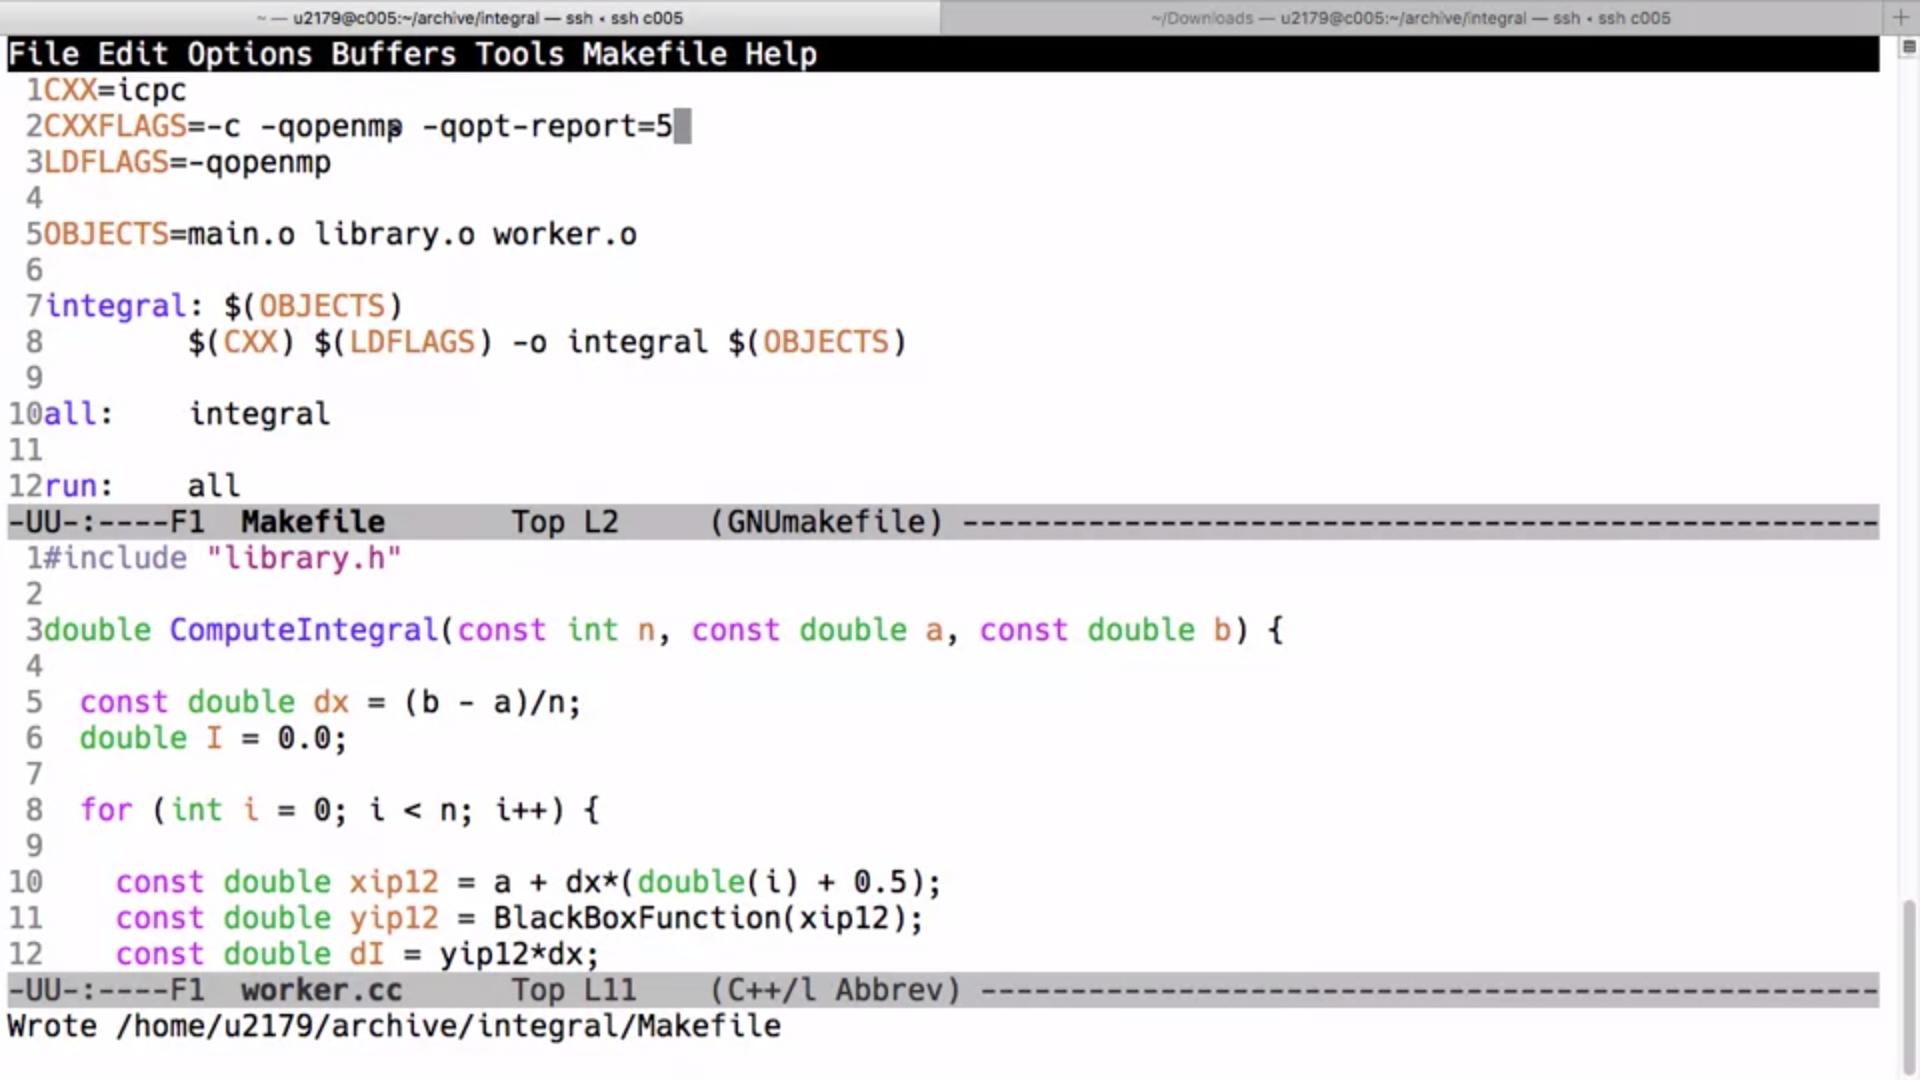 ~ — u2179@c005:~/archive/integral — ssh ‹ ssh c005
~/Downloads — u2179@c005:~/archive/integral — ssh ‹ ssh c005
File Edit Options Buffers Tools Makefile Help
1CXX=icpc
2CXXFLAGS=-c -qopenmp -qopt-report=5
3LDFLAGS=-qopenmp
4
5OBJECTS=main.o library.o worker.o
6
7integral: $(OBJECTS)
8        $(CXX) $(LDFLAGS) -o integral $(OBJECTS)
9
10all:    integral
11
12run:    all
-UU-:----F1  Makefile       Top L2     (GNUmakefile) ---------------------------------------------------
1#include "library.h"
2
3double ComputeIntegral(const int n, const double a, const double b) {
4
5  const double dx = (b - a)/n;
6  double I = 0.0;
7
8  for (int i = 0; i < n; i++) {
9
10    const double xip12 = a + dx*(double(i) + 0.5);
11    const double yip12 = BlackBoxFunction(xip12);
12    const double dI = yip12*dx;
-UU-:----F1  worker.cc      Top L11    (C++/l Abbrev) --------------------------------------------------
Wrote /home/u2179/archive/integral/Makefile